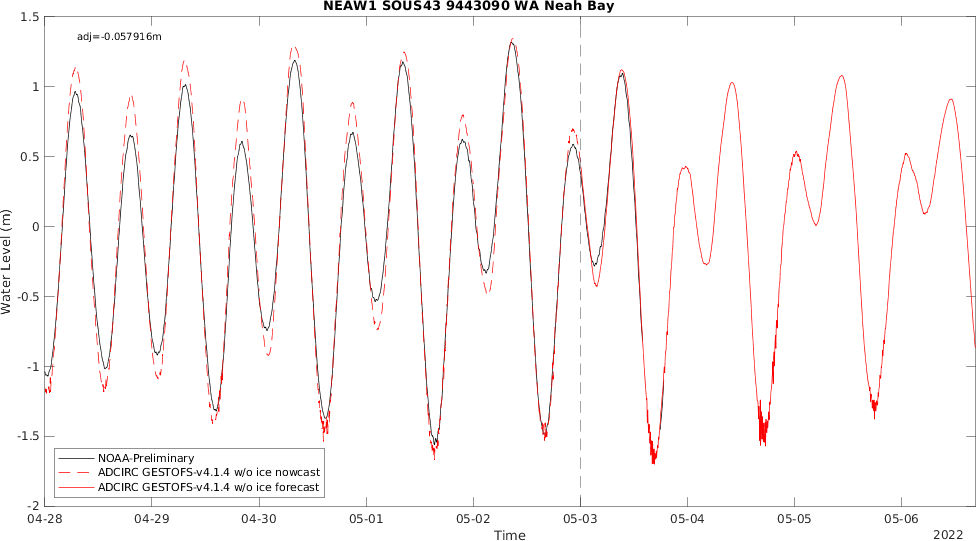 NEAW1 SOUS43 9443090 WA Neah Bay
adj=-0.057916m
Water Level (m)
1.5
1
0.5
0
-0.5
-1
-1.5
-2
NOAA-Preliminary
ADCIRC GESTOFS-v4.1.4 w/o ice nowcast
ADCIRC GESTOFS-v4.1.4 w/o ice forecast
04-28 04-29 04-30 05-01 05-02 05-03 05-04 05-05 05-06
Time
2022